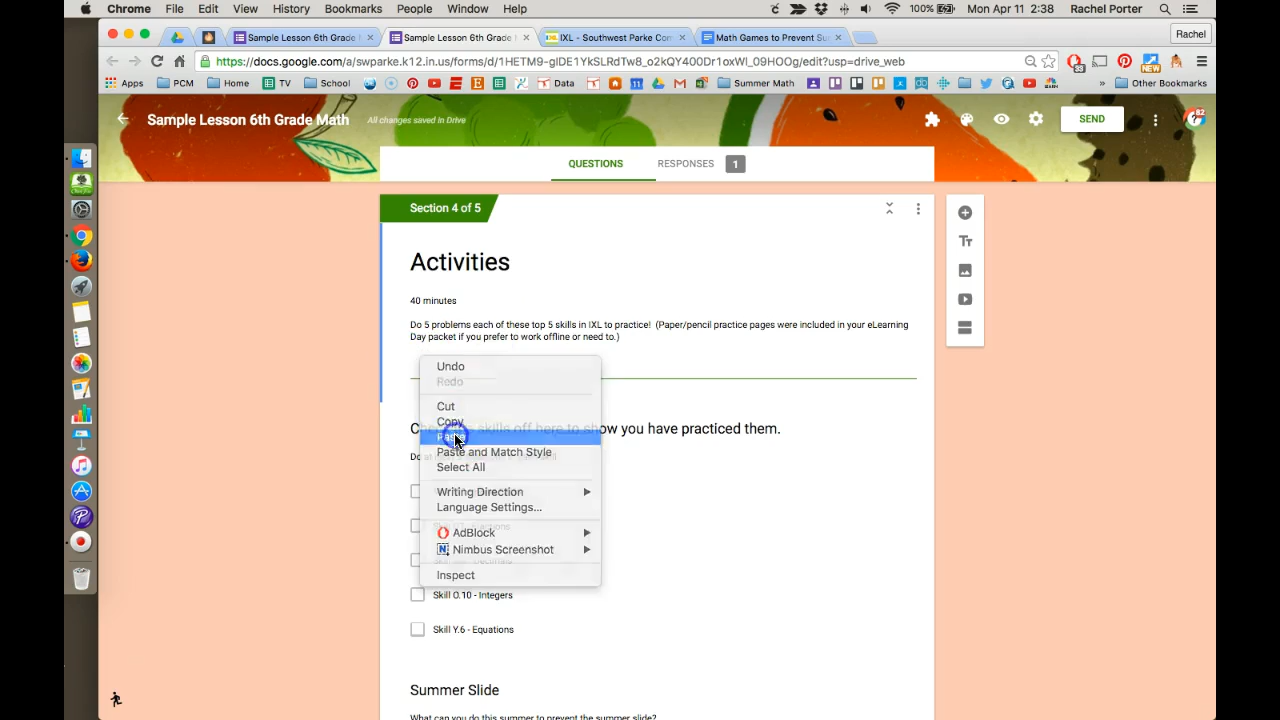 Chrome File Edit View History Bookmarks People Window Help 100% Mon Apr 11 2:38 Rachel Porter
Sample Lesson 6th Grade × Sample Lesson 6th Grade × IXL - Southwest Parke Com × Math Games to Prevent Su × Rachel
https://docs.google.com/a/swparke.k12.in.us/forms/d/1HETM9-gIDE1YkSLRdTw8_o2kQY400Dr1oxWI_09HOOg/edit?usp=drive_web
Apps PCM Home TV School Data Summer Math » Other Bookmarks
Sample Lesson 6th Grade Math All changes saved in Drive SEND
QUESTIONS RESPONSES 1
Section 4 of 5
Activities
40 minutes
Do 5 problems each of these top 5 skills in IXL to practice! (Paper/pencil practice pages were included in your eLearning
Day packet if you prefer to work offline or need to.)
Undo
Redo
Cut
Copy
skills off here to show you have practiced them.
Paste and Match Style
Select All
Writing Direction
Language Settings...
AdBlock
Nimbus Screenshot
Inspect
Skill O.10 - Integers
Skill Y.6 - Equations
Summer Slide
What can you do this summer to prevent the summer slide?